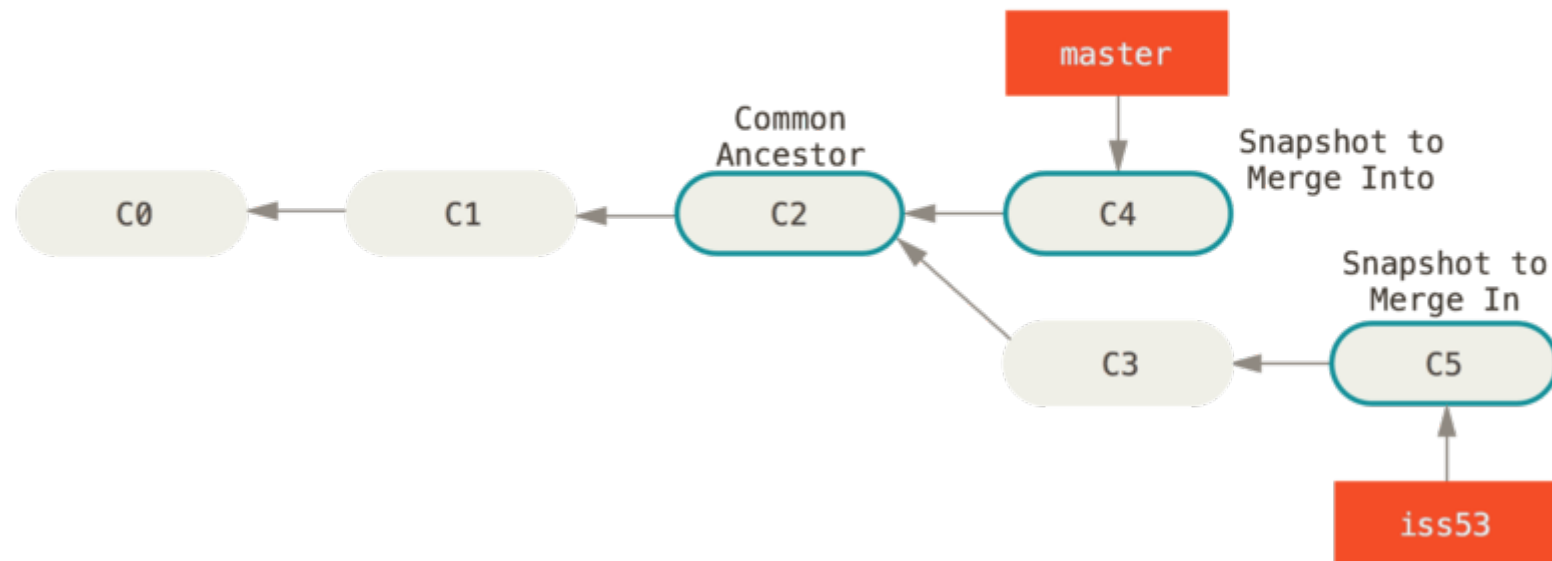 master
Common
Ancestor
Snapshot to
Merge Into
C0
C1
C2
C4
Snapshot to
Merge In
C3
C5
iss53